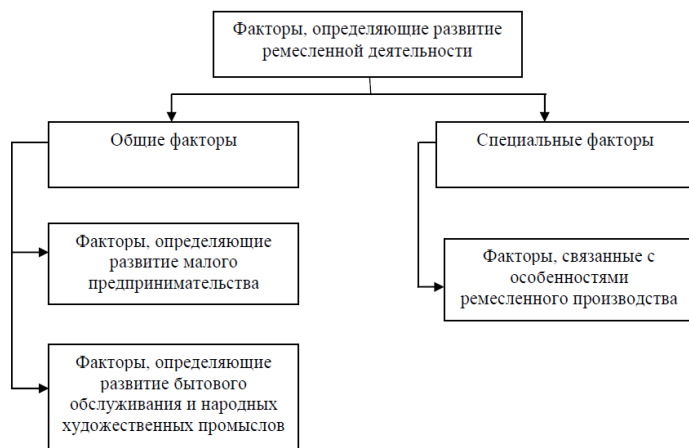 Факторы, определяющие развитие
ремесленной деятельности
Общие факторы
Специальные факторы
Факторы, определяющие
развитие малого
предпринимательства
Факторы, связанные с
особенностями
ремесленного производства
Факторы, определяющие
развитие бытового
обслуживания и народных
художественных промыслов